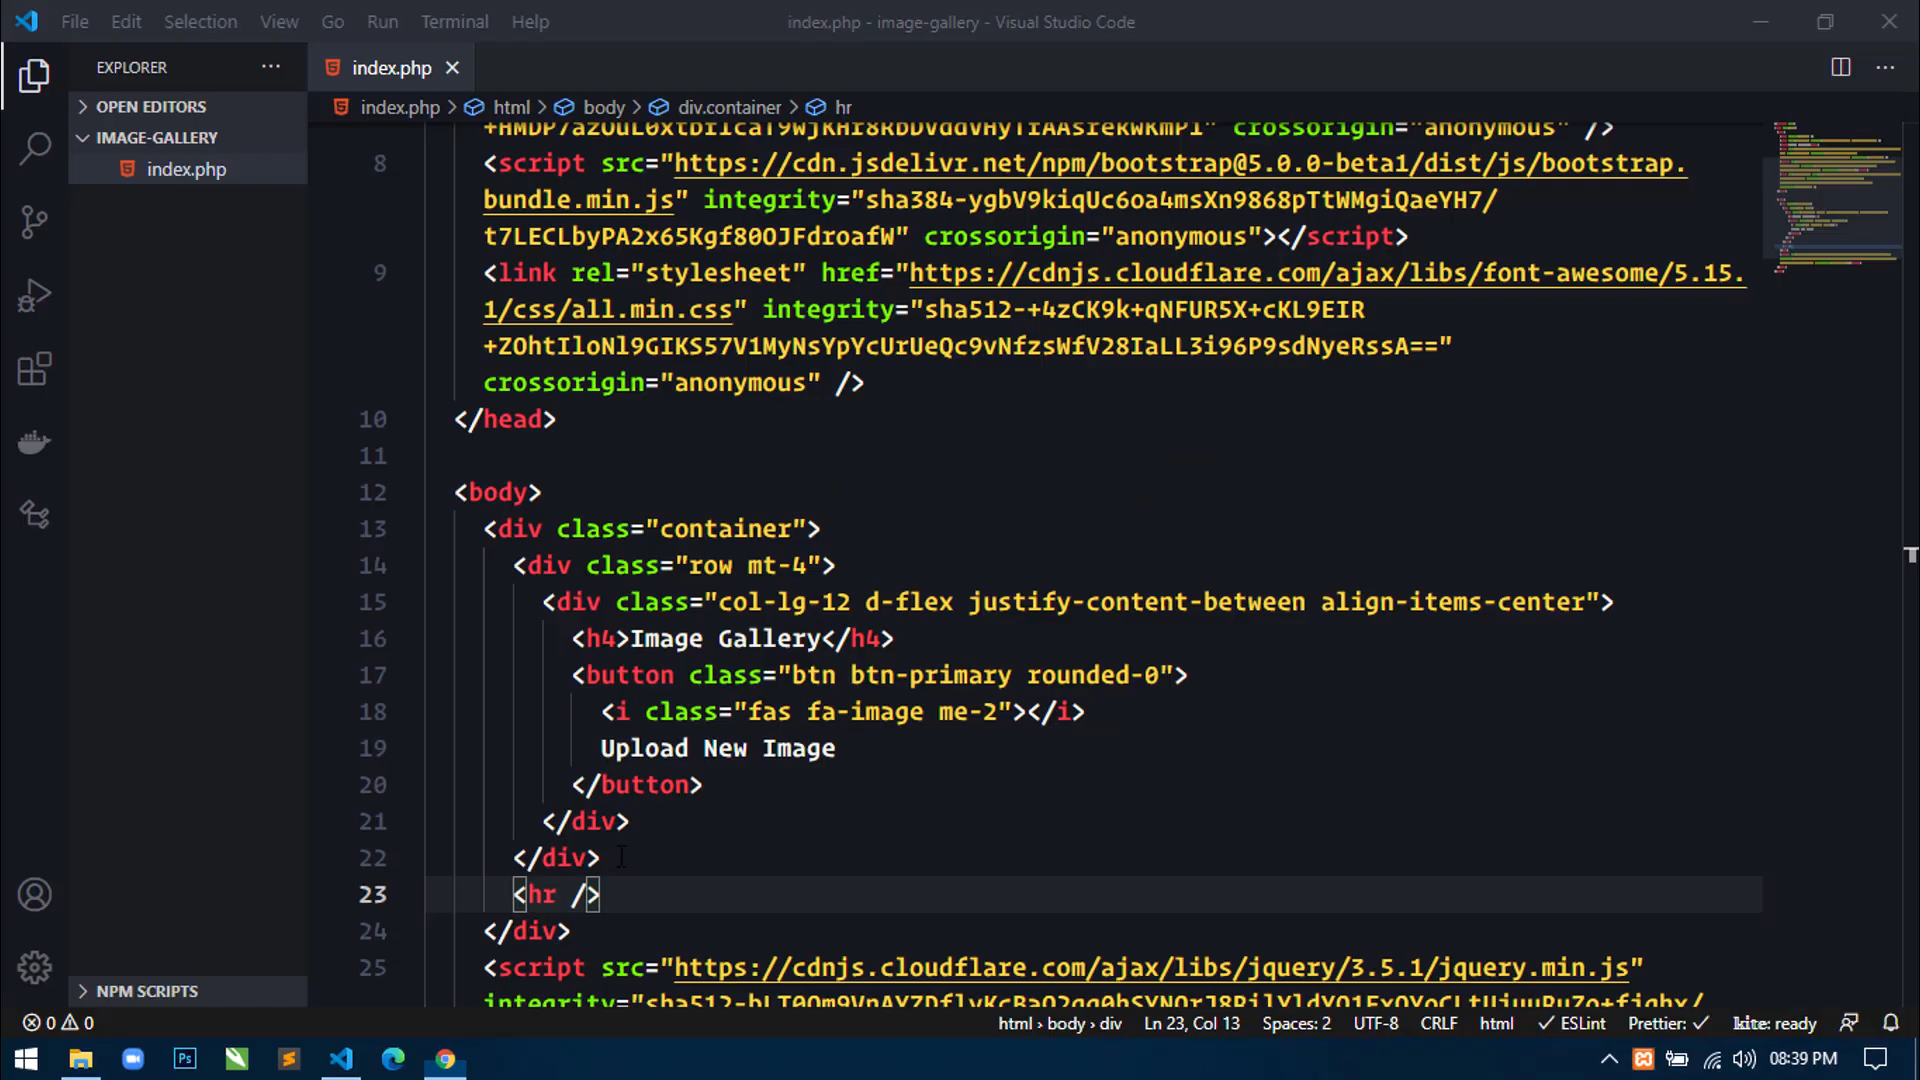 File Edit Selection View Go Run Terminal Help
index.php - image-gallery - Visual Studio Code
EXPLORER
index.php
OPEN EDITORS
IMAGE-GALLERY
index.php
index.php > html > body > div.container > hr
crossorigin="anonymous" />
8 <script src="https://cdn.jsdelivr.net/npm/bootstrap@5.0.0-beta1/dist/js/bootstrap.
bundle.min.js" integrity="sha384-ygbV9kiqUc6oa4msXn9868pTtWMgiQaeYH7/
t7LECLbyPA2x65Kgf80OJFdroafW" crossorigin="anonymous"></script>
9 <link rel="stylesheet" href="https://cdnjs.cloudflare.com/ajax/libs/font-awesome/5.15.
1/css/all.min.css" integrity="sha512-+4zCK9k+qNFUR5X+cKL9EIR
+ZOhtIloNl9GIKS57V1MyNsYpYcUrUeQc9vNfzsWfV28IaLL3i96P9sdNyeRssA=="
crossorigin="anonymous" />
10 </head>
11
12 <body>
13 <div class="container">
14 <div class="row mt-4">
15 <div class="col-lg-12 d-flex justify-content-between align-items-center">
16 <h4>Image Gallery</h4>
17 <button class="btn btn-primary rounded-0">
18 <i class="fas fa-image me-2"></i>
19 Upload New Image
20 </button>
21 </div>
22 </div>
23 <hr />
24 </div>
25 <script src="https://cdnjs.cloudflare.com/ajax/libs/jquery/3.5.1/jquery.min.js"
NPM SCRIPTS
0 0
html › body › div Ln 23, Col 13 Spaces: 2 UTF-8 CRLF html ESLint Prettier: kite: ready
08:39 PM